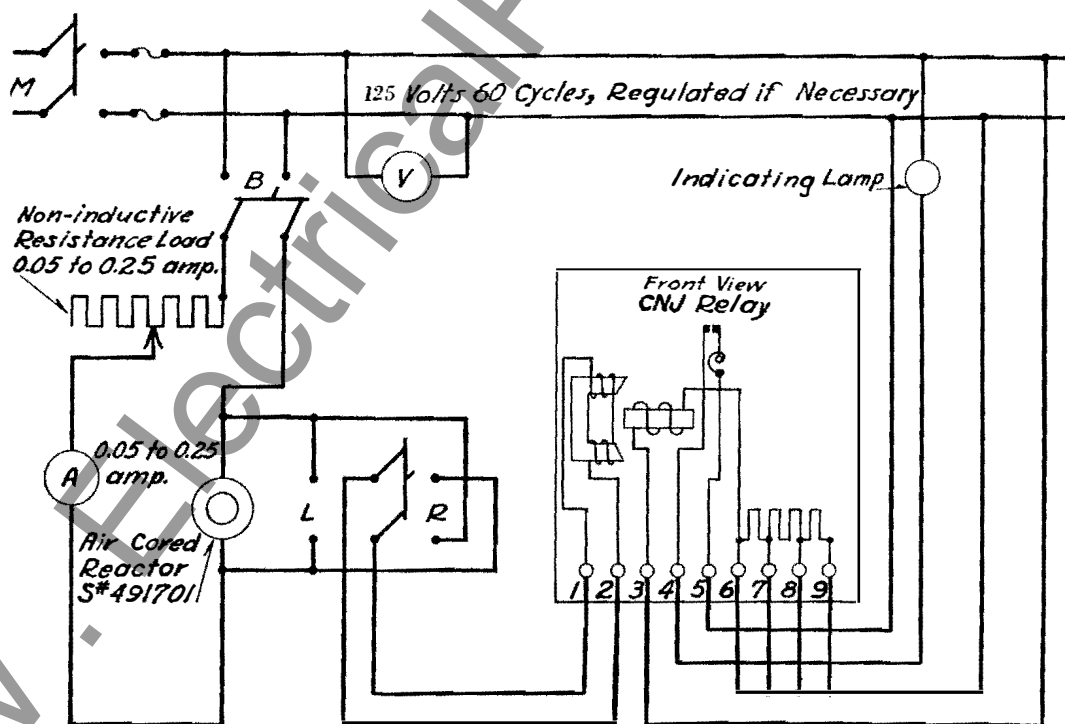 M
125 Volts 60 Cycles, Regulated if Necessary
B
V
Indicating Lamp
Non-inductive
Resistance Load
0.05 to 0.25 amp.
Front View
CNJ Relay
A
0.05 to 0.25
amp.
L
R
Air Cored
Reactor
S#491701
1 2 3 4 5 6 7 8 9
. Electrical